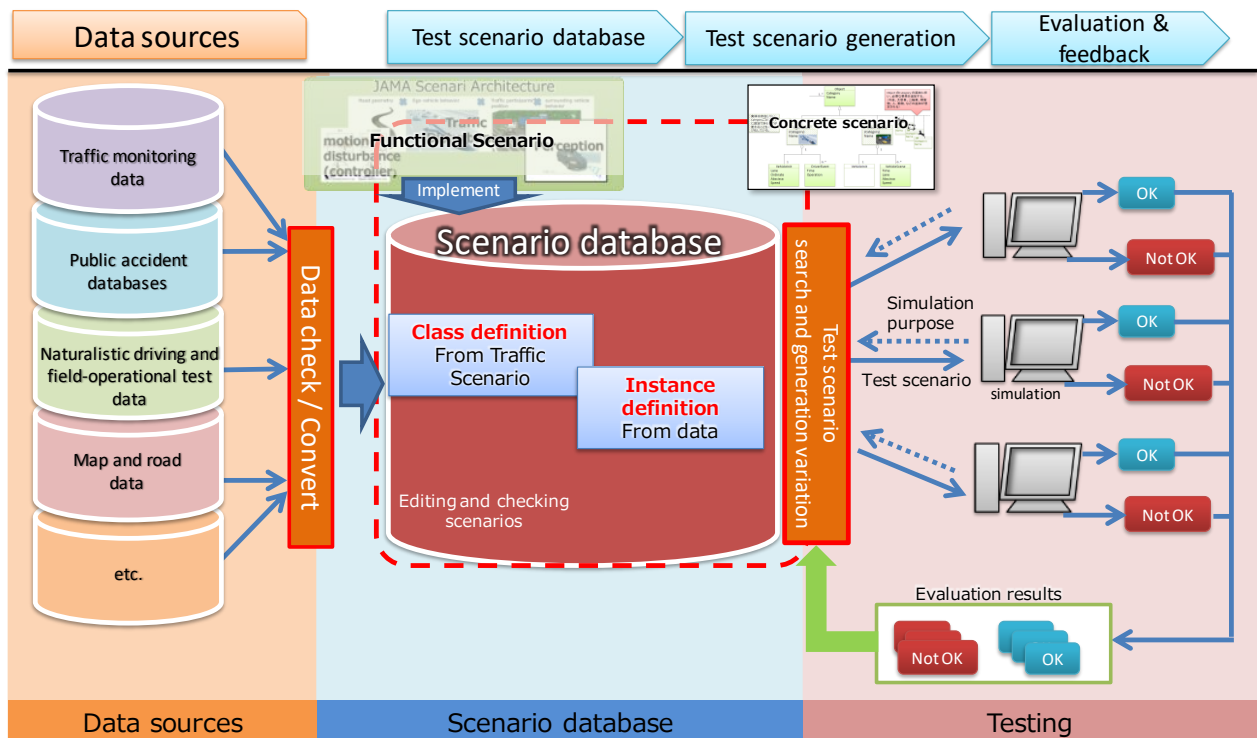 Data sources
Test scenario database
Test scenario generation
Evaluation &
feedback
JAMA Scenari Architecture
Traffic
Functional Scenario
motion
disturbance
(controller)
Perception
Implement
Concrete scenario
Traffic monitoring
data
Public accident
databases
Naturalistic driving and
field-operational test
data
Map and road
data
etc.
Data check / Convert
Scenario database
Class definition
From Traffic
Scenario
Instance
definition
From data
Editing and checking
scenarios
Test scenario
search and generation variation
Simulation
purpose
Test scenario
simulation
OK
Not OK
OK
Not OK
OK
Not OK
Evaluation results
Not OK
OK
Data sources
Scenario database
Testing